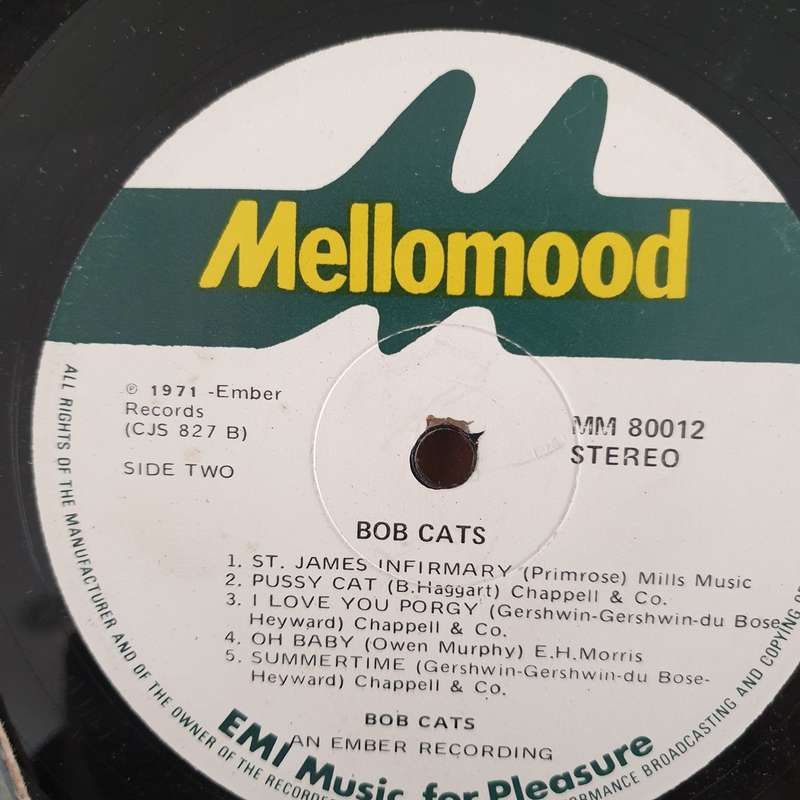 Mellomood
℗ 1971 -Ember
Records
(CJS 827 B)
SIDE TWO
MM 80012
STEREO
BOB CATS
1. ST. JAMES INFIRMARY (Primrose) Mills Music
2. PUSSY CAT (B.Haggart) Chappell & Co.
3. I LOVE YOU PORGY (Gershwin-Gershwin-du Bose-
Heyward) Chappell & Co.
4. OH BABY (Owen Murphy) E.H.Morris
5. SUMMERTIME (Gershwin-Gershwin-du Bose-
Heyward) Chappell & Co.
BOB CATS
AN EMBER RECORDING
EMI Music for Pleasure
ALL RIGHTS OF THE MANUFACTURER AND OF THE OWNER OF THE RECORDED
BROADCASTING AND COPYING